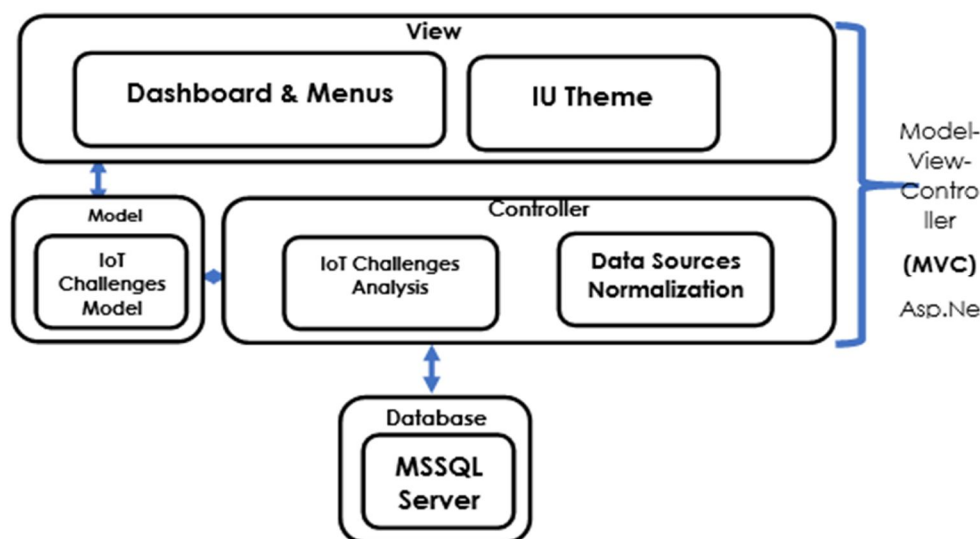 View
Dashboard & Menus
IU Theme
Model-
View-
Contro
ller
(MVC)
Asp.Ne
Model
IoT
Challenges
Model
Controller
IoT Challenges
Analysis
Data Sources
Normalization
Database
MSSQL
Server